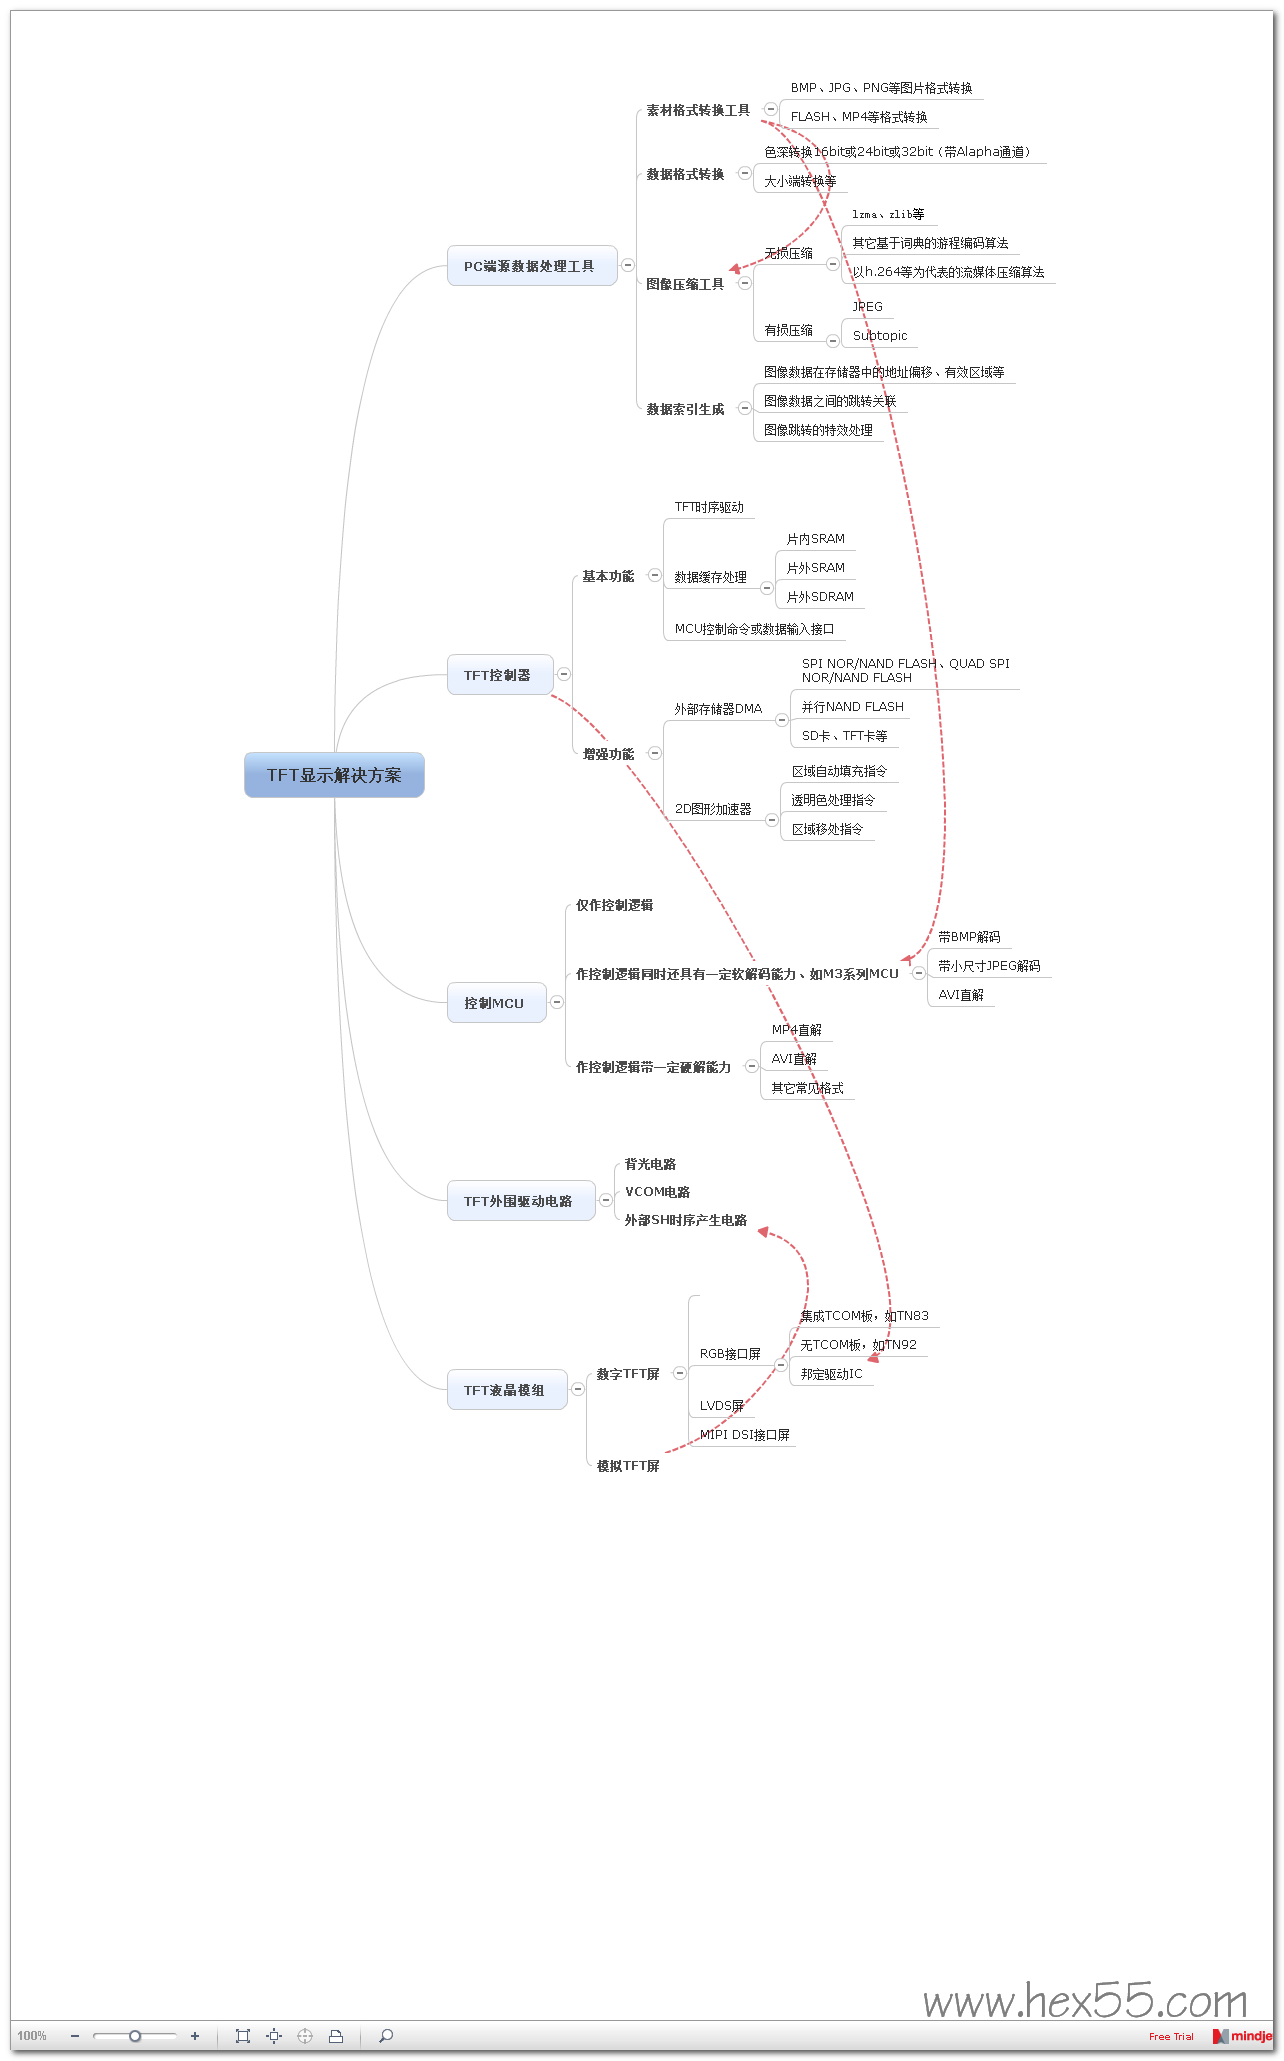 BMP、JPG、PNG等图片格式转换
素材格式转换工具
FLASH、MP4等格式转换
色深转换16bit或24bit或32bit（带Alapha通道）
数据格式转换
大小端转换等
lzma、zlib等
无损压缩
其它基于词典的游程编码算法
以h.264等为代表的流媒体压缩算法
PC端源数据处理工具
图像压缩工具
JPEG
有损压缩
Subtopic
图像数据在存储器中的地址偏移、有效区域等
数据索引生成
图像数据之间的跳转关联
图像跳转的特效处理
TFT时序驱动
片内SRAM
基本功能
数据缓存处理
片外SRAM
片外SDRAM
MCU控制命令或数据输入接口
TFT控制器
SPI NOR/NAND FLASH、QUAD SPI
NOR/NAND FLASH
外部存储器DMA
并行NAND FLASH
SD卡、TFT卡等
增强功能
区域自动填充指令
2D图形加速器
透明色处理指令
区域移处指令
TFT显示解决方案
仅作控制逻辑
带BMP解码
作控制逻辑同时还具有一定软解码能力、如M3系列MCU
带小尺寸JPEG解码
AVI直解
控制MCU
MP4直解
作控制逻辑带一定硬解能力
AVI直解
其它常见格式
背光电路
TFT外围驱动电路
VCOM电路
外部SH时序产生电路
集成TCOM板，如TN83
RGB接口屏
无TCOM板，如TN92
邦定驱动IC
数字TFT屏
LVDS屏
MIPI DSI接口屏
TFT液晶模组
模拟TFT屏
www.hex55.com
100%
Free Trial
mindje